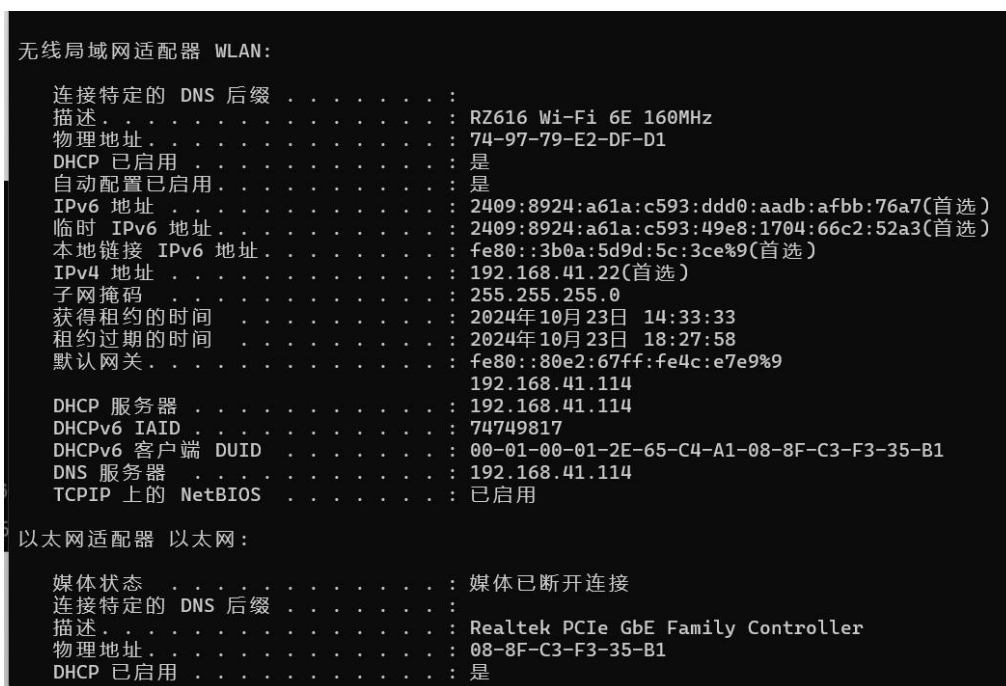 无线局域网适配器 WLAN:
连接特定的 DNS 后缀 . . . . . . . :
描述. . . . . . . . . . . . . . . : RZ616 Wi-Fi 6E 160MHz
物理地址. . . . . . . . . . . . . : 74-97-79-E2-DF-D1
DHCP 已启用 . . . . . . . . . . . : 是
自动配置已启用. . . . . . . . . . : 是
IPv6 地址 . . . . . . . . . . . . : 2409:8924:a61a:c593:ddd0:aadb:afbb:76a7(首选)
临时 IPv6 地址. . . . . . . . . . : 2409:8924:a61a:c593:49e8:1704:66c2:52a3(首选)
本地链接 IPv6 地址. . . . . . . . : fe80::3b0a:5d9d:5c:3ce%9(首选)
IPv4 地址 . . . . . . . . . . . . : 192.168.41.22(首选)
子网掩码  . . . . . . . . . . . . : 255.255.255.0
获得租约的时间  . . . . . . . . . : 2024年10月23日 14:33:33
租约过期的时间  . . . . . . . . . : 2024年10月23日 18:27:58
默认网关. . . . . . . . . . . . . : fe80::80e2:67ff:fe4c:e7e9%9
192.168.41.114
DHCP 服务器 . . . . . . . . . . . : 192.168.41.114
DHCPv6 IAID . . . . . . . . . . . : 74749817
DHCPv6 客户端 DUID  . . . . . . . : 00-01-00-01-2E-65-C4-A1-08-8F-C3-F3-35-B1
DNS 服务器  . . . . . . . . . . . : 192.168.41.114
TCPIP 上的 NetBIOS  . . . . . . . : 已启用
以太网适配器 以太网:
媒体状态  . . . . . . . . . . . . : 媒体已断开连接
连接特定的 DNS 后缀 . . . . . . . :
描述. . . . . . . . . . . . . . . : Realtek PCIe GbE Family Controller
物理地址. . . . . . . . . . . . . : 08-8F-C3-F3-35-B1
DHCP 已启用 . . . . . . . . . . . : 是